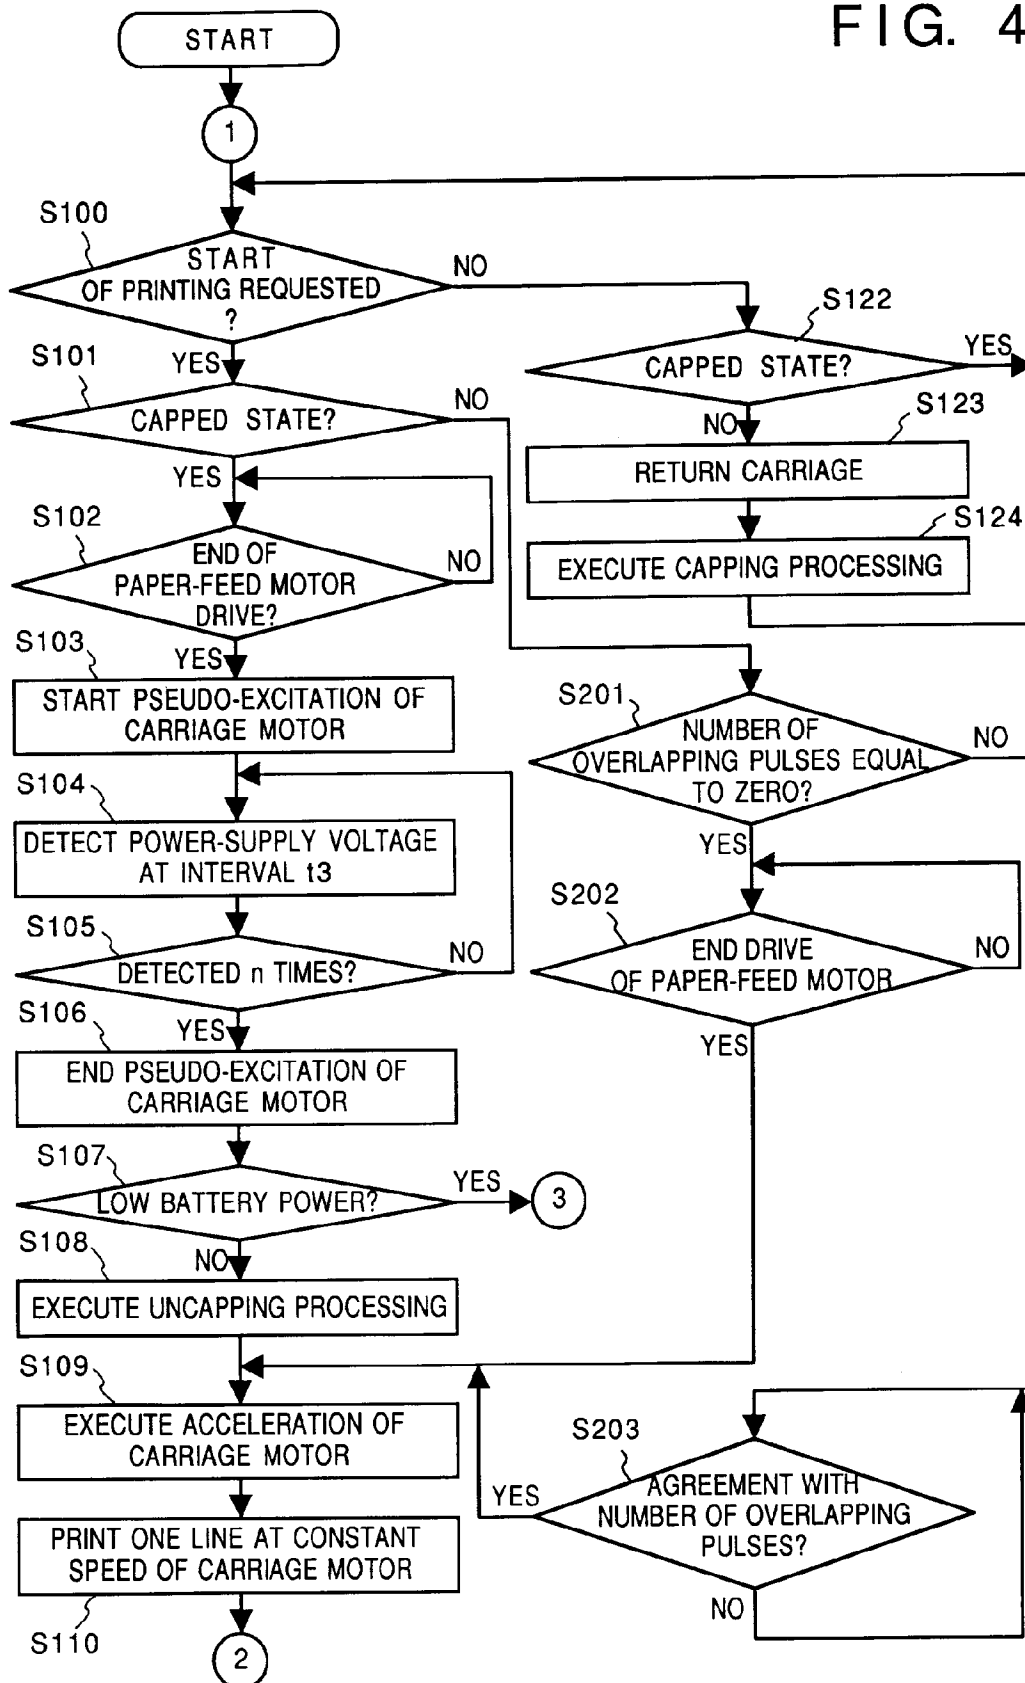 FIG. 4
START
1
S100
START
OF PRINTING REQUESTED
?
NO
YES
S122
CAPPED STATE?
YES
NO
S101
CAPPED STATE?
NO
YES
S123
RETURN CARRIAGE
S124
EXECUTE CAPPING PROCESSING
S102
END OF
PAPER-FEED MOTOR
DRIVE?
NO
YES
S103
START PSEUDO-EXCITATION OF
CARRIAGE MOTOR
S201
NUMBER OF
OVERLAPPING PULSES EQUAL
TO ZERO?
NO
YES
S104
DETECT POWER-SUPPLY VOLTAGE
AT INTERVAL t3
S202
END DRIVE
OF PAPER-FEED MOTOR
NO
YES
S105
DETECTED n TIMES?
NO
YES
S106
END PSEUDO-EXCITATION OF
CARRIAGE MOTOR
S107
LOW BATTERY POWER?
YES
3
NO
S108
EXECUTE UNCAPPING PROCESSING
S109
EXECUTE ACCELERATION OF
CARRIAGE MOTOR
S203
AGREEMENT WITH
NUMBER OF OVERLAPPING
PULSES?
YES
NO
PRINT ONE LINE AT CONSTANT
SPEED OF CARRIAGE MOTOR
S110
2